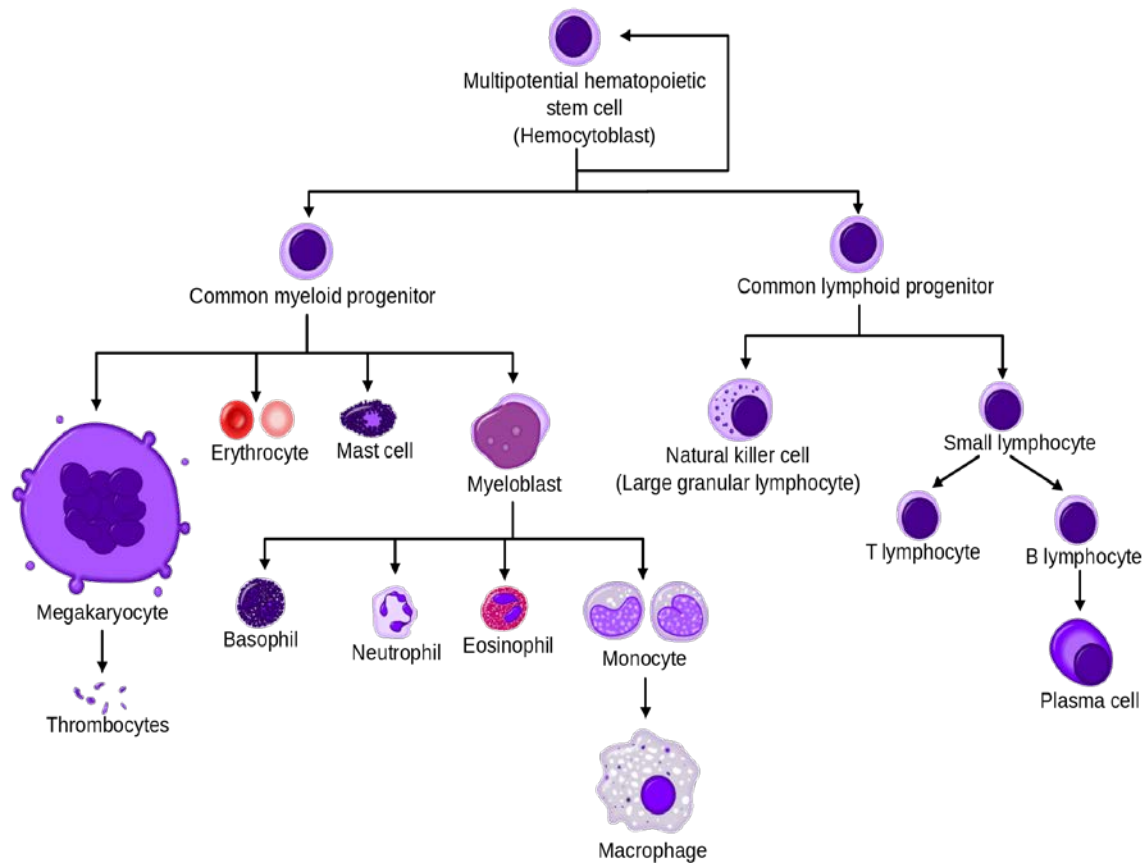 Multipotential hematopoietic
stem cell
(Hemocytoblast)
Common myeloid progenitor
Common lymphoid progenitor
Erythrocyte
Mast cell
Myeloblast
Natural killer cell
(Large granular lymphocyte)
Small lymphocyte
T lymphocyte
B lymphocyte
Megakaryocyte
Basophil
Neutrophil
Eosinophil
Monocyte
Plasma cell
Thrombocytes
Macrophage